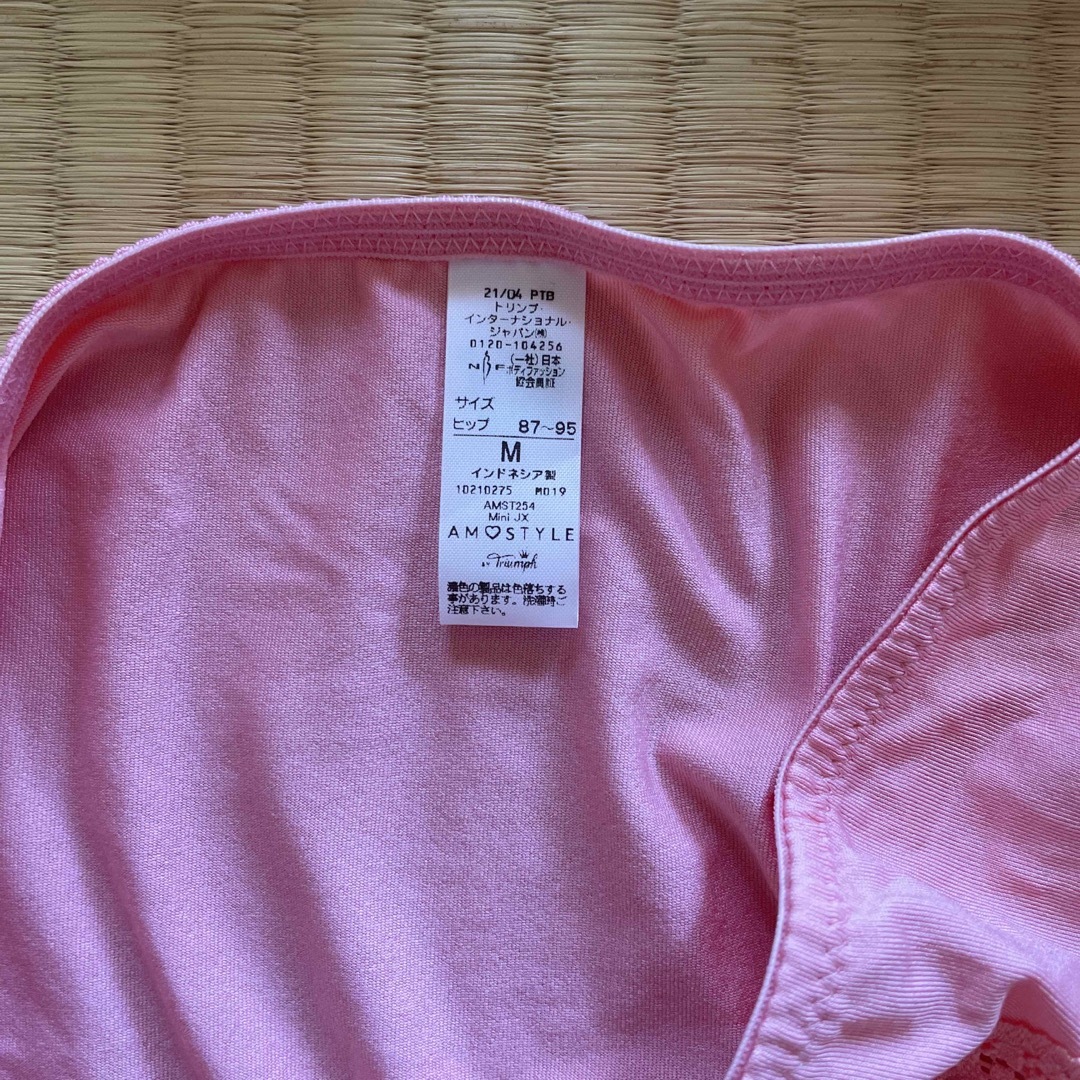 21/04 PTB
トリンプ・
インターナショナル・
ジャパン㈱
0120-104256
NBF (一社)日本
ボディファッション
協会員証
サイズ
ヒップ 87~95
M
インドネシア製
10210275 M019
AMST254
Mini JX
AMO♡STYLE
BY Triumph
濃色の製品は色落ちする
事があります。洗濯時ご
注意下さい。